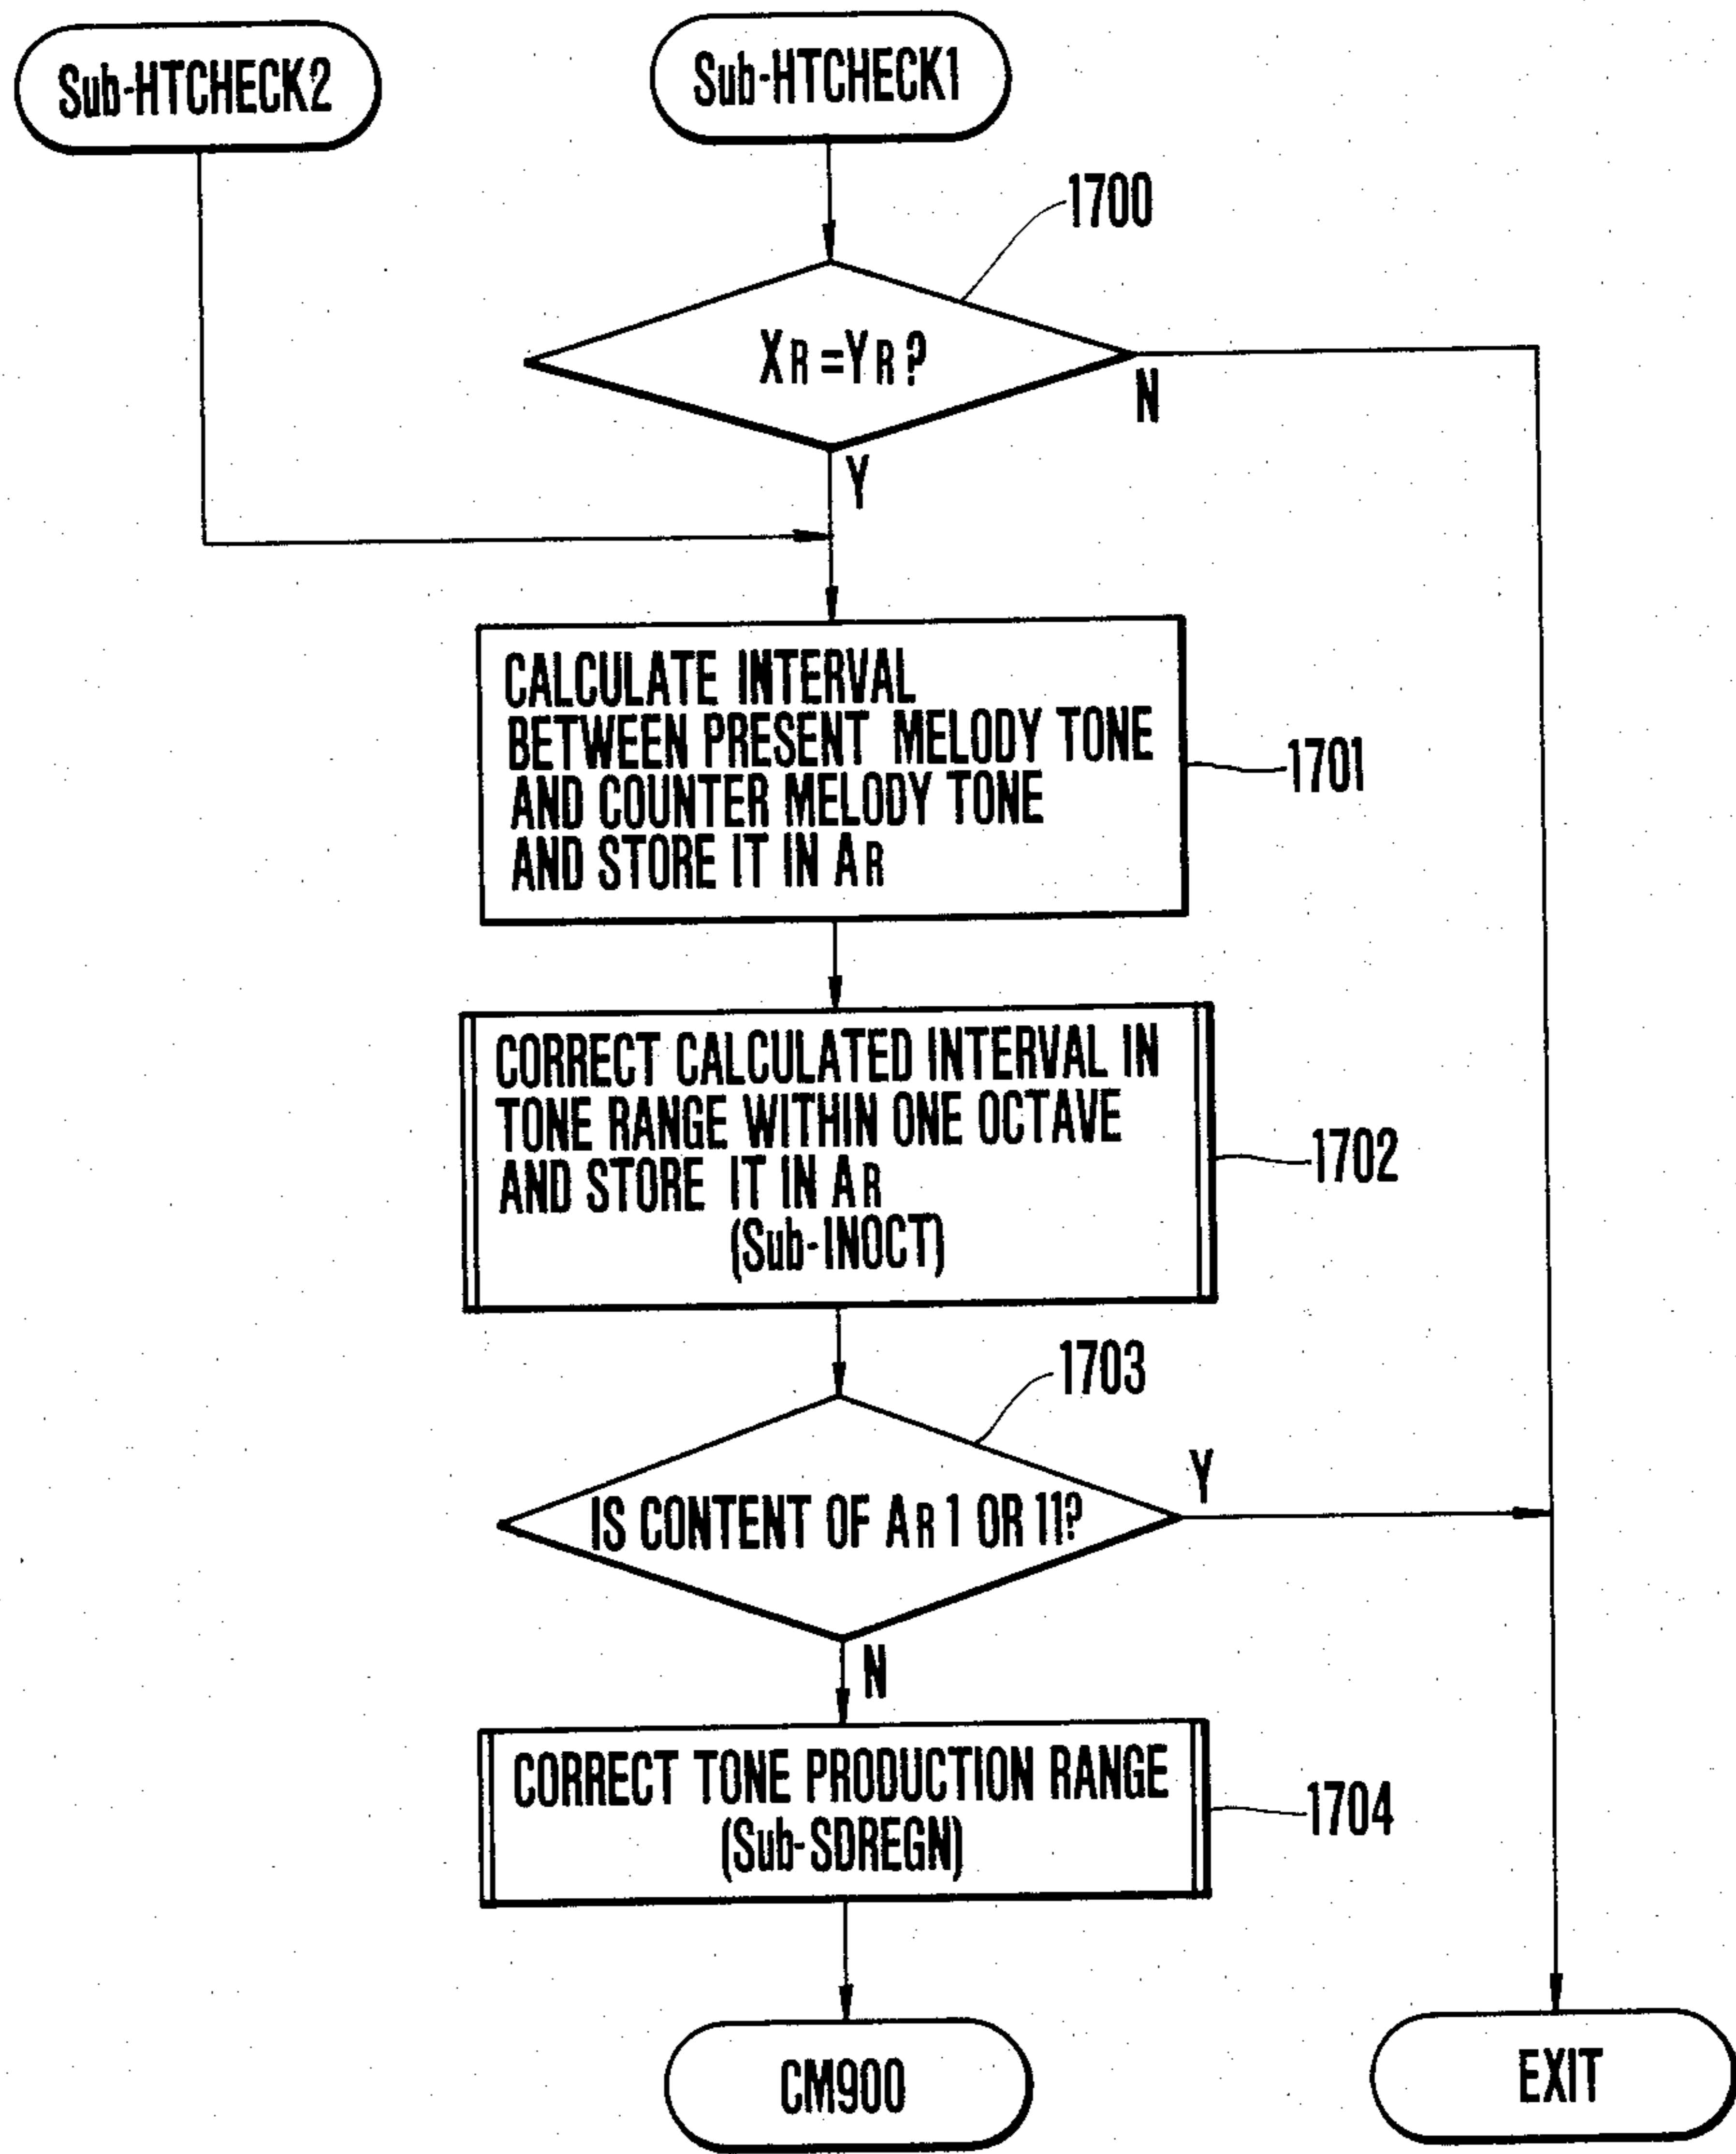 Sub-HTCHECK2
Sub-HTCHECK1
1700
XR=YR?
N
Y
CALCULATE INTERVAL
BETWEEN PRESENT MELODY TONE
AND COUNTER MELODY TONE
AND STORE IT IN AR
1701
CORRECT CALCULATED INTERVAL IN
TONE RANGE WITHIN ONE OCTAVE
AND STORE IT IN AR
(Sub-INOCT)
1702
1703
IS CONTENT OF AR 1 OR 11?
Y
N
CORRECT TONE PRODUCTION RANGE
(Sub-SDREGN)
1704
CM900
EXIT